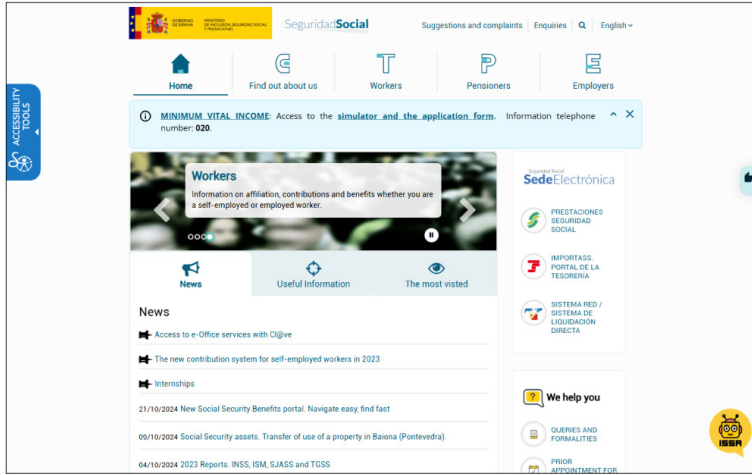 GOBIERNO DE ESPAÑA
MINISTERIO DE INCLUSIÓN, SEGURIDAD SOCIAL Y MIGRACIONES
SeguridadSocial
Suggestions and complaints
Enquiries
English
Home
Find out about us
Workers
Pensioners
Employers
ACCESSIBILITY
TOOLS
MINIMUM VITAL INCOME: Access to the simulator and the application form. Information telephone
number: 020.
Workers
Information on affiliation, contributions and benefits whether you are
a self-employed or employed worker.
News
Useful Information
The most visted
News
Access to e-Office services with Cl@ve
The new contribution system for self-employed workers in 2023
Internships
21/10/2024 New Social Security Benefits portal. Navigate easy, find fast
09/10/2024 Social Security assets. Transfer of use of a property in Baiona (Pontevedra).
04/10/2024 2023 Reports. INSS, ISM, SJASS and TGSS
Seguridad Social
SedeElectrónica
PRESTACIONES
SEGURIDAD
SOCIAL
IMPORTASS.
PORTAL DE LA
TESORERÍA
SISTEMA RED /
SISTEMA DE
LIQUIDACIÓN
DIRECTA
We help you
QUERIES AND
FORMALITIES
PRIOR
APPOINTMENT FOR
ISSA